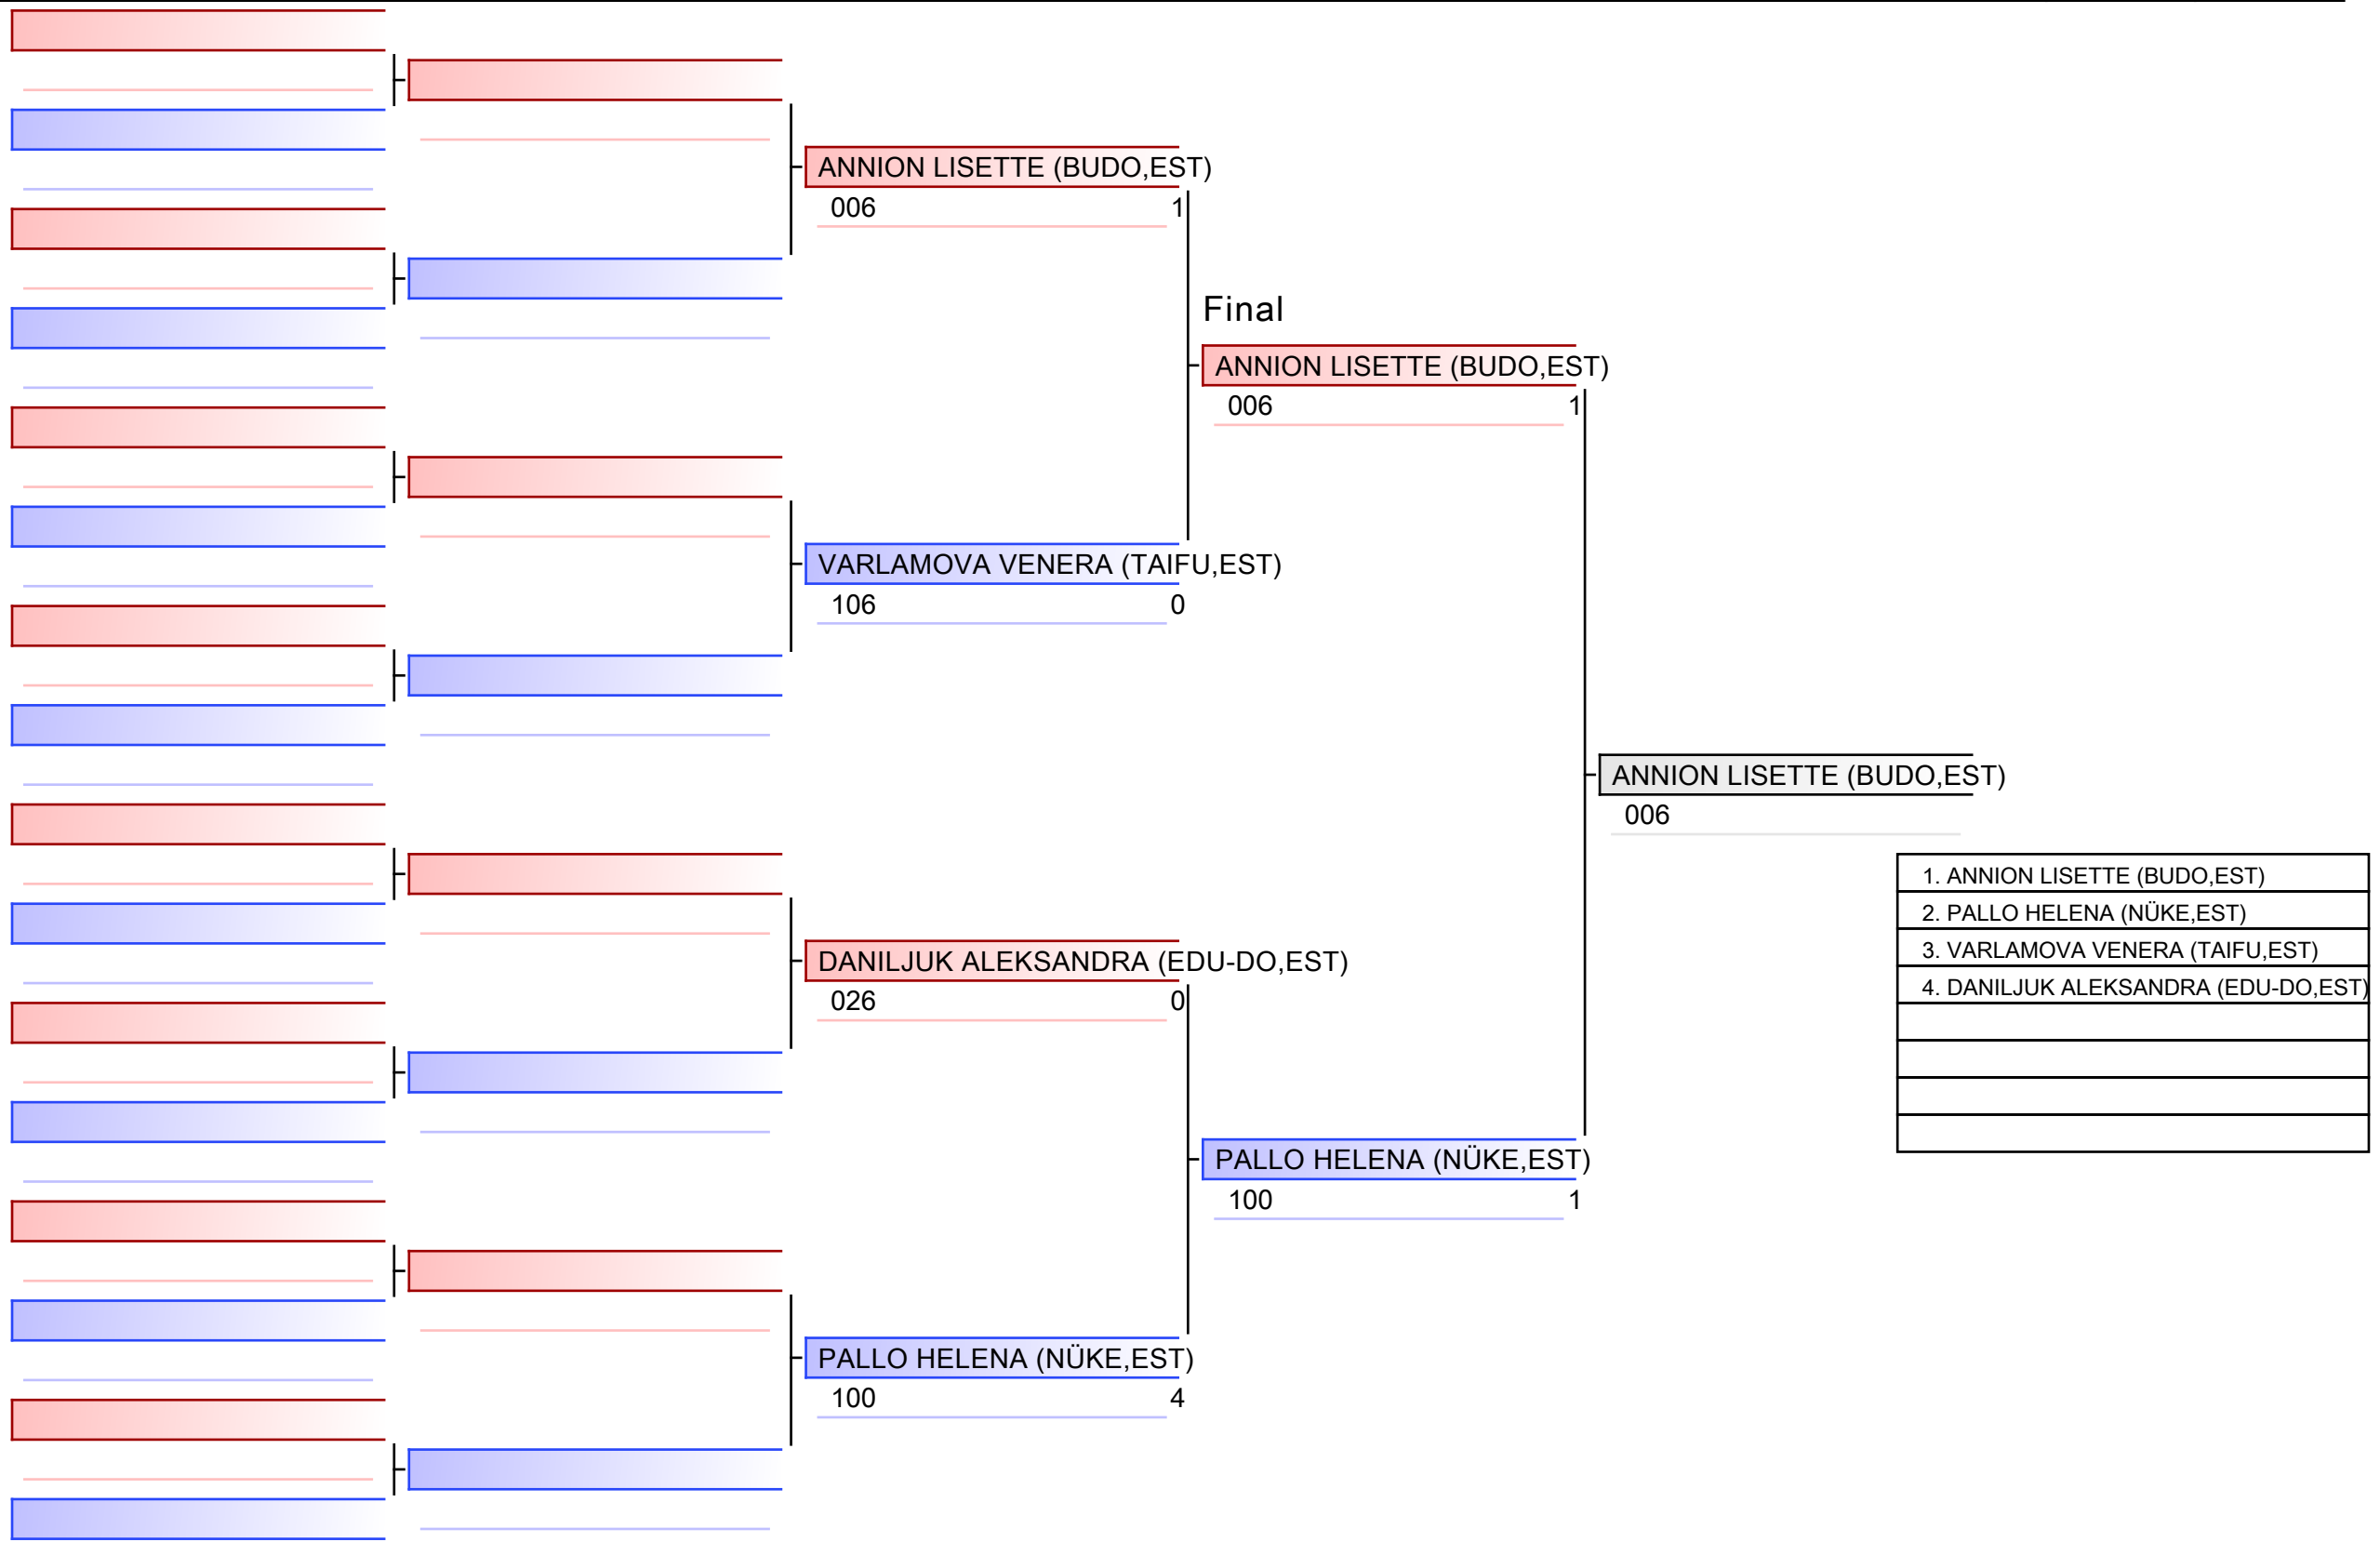 ANNION LISETTE (BUDO,EST)
006 1
Final
ANNION LISETTE (BUDO,EST)
006 1
VARLAMOVA VENERA (TAIFU,EST)
106 0
ANNION LISETTE (BUDO,EST)
006
1. ANNION LISETTE (BUDO,EST)
2. PALLO HELENA (NÜKE,EST)
3. VARLAMOVA VENERA (TAIFU,EST)
4. DANILJUK ALEKSANDRA (EDU-DO,EST)
DANILJUK ALEKSANDRA (EDU-DO,EST)
026 0
PALLO HELENA (NÜKE,EST)
100 1
PALLO HELENA (NÜKE,EST)
100 4